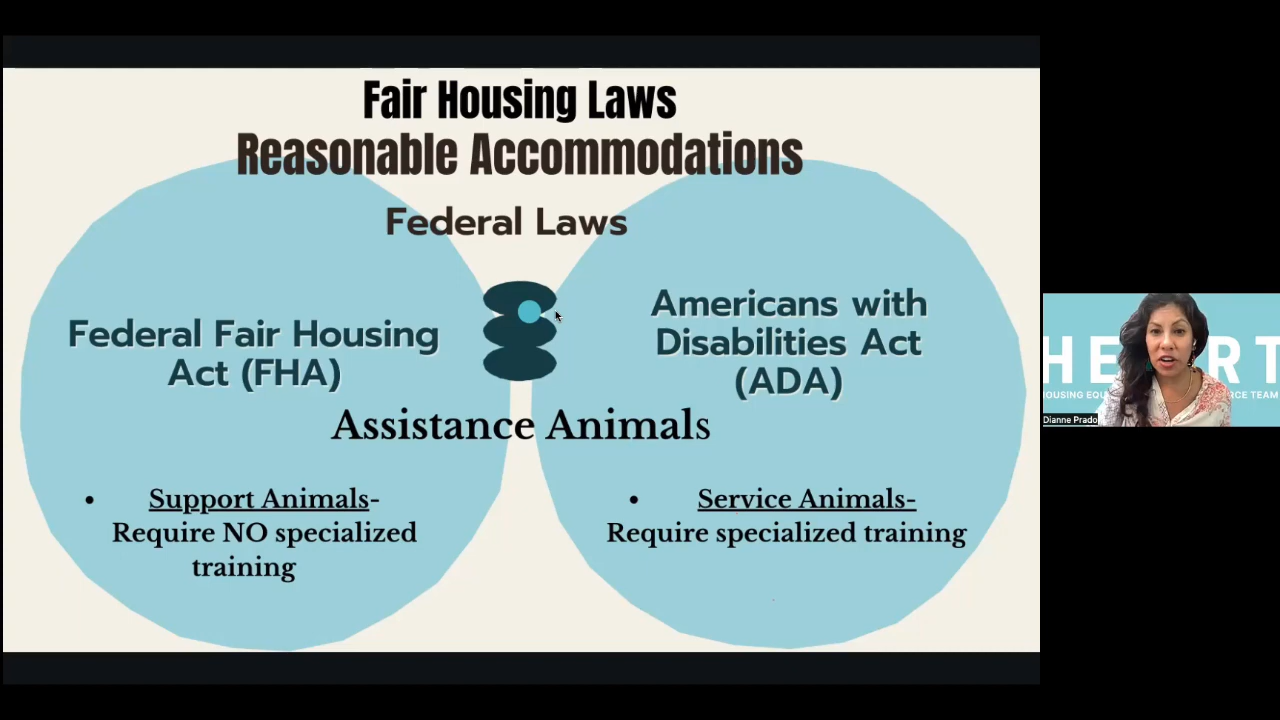 Fair Housing Laws
Reasonable Accommodations
Federal Laws
Federal Fair Housing
Act (FHA)
Americans with
Disabilities Act
(ADA)
Assistance Animals
• Support Animals-
Require NO specialized
training
• Service Animals-
Require specialized training
HE RT
HOUSING EQU RCE TEAM
Dianne Prado